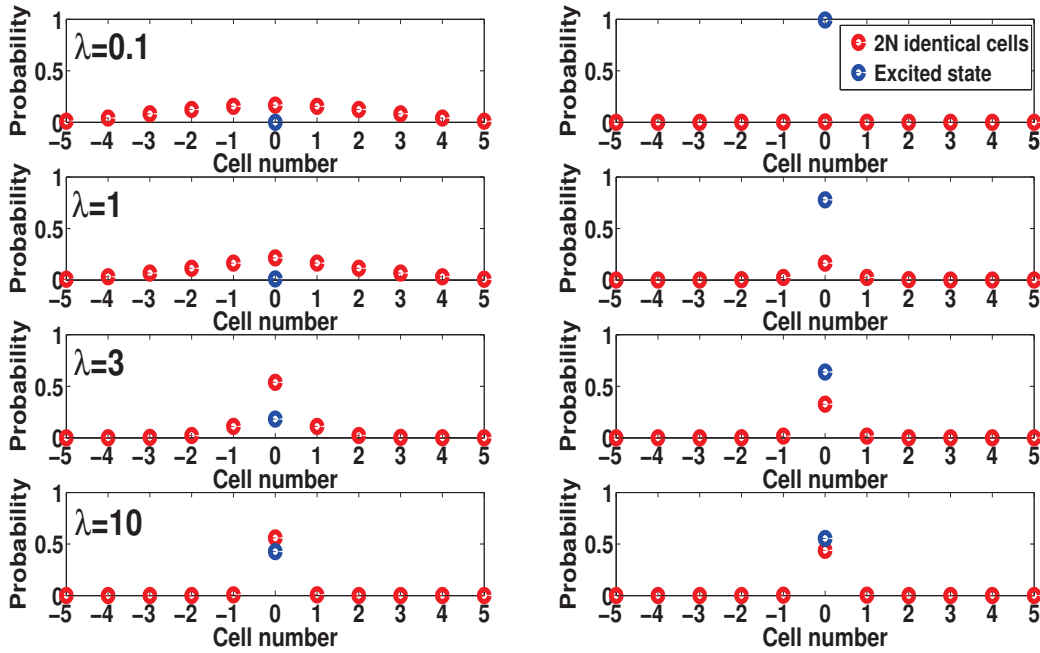 Probability
1
0.5
0
λ=0.1
−5 −4 −3 −2 −1 0 1 2 3 4 5
Cell number
Probability
1
0.5
0
2N identical cells
Excited state
−5 −4 −3 −2 −1 0 1 2 3 4 5
Cell number
Probability
1
0.5
0
λ=1
−5 −4 −3 −2 −1 0 1 2 3 4 5
Cell number
Probability
1
0.5
0
−5 −4 −3 −2 −1 0 1 2 3 4 5
Cell number
Probability
1
0.5
0
λ=3
−5 −4 −3 −2 −1 0 1 2 3 4 5
Cell number
Probability
1
0.5
0
−5 −4 −3 −2 −1 0 1 2 3 4 5
Cell number
Probability
1
0.5
0
λ=10
−5 −4 −3 −2 −1 0 1 2 3 4 5
Cell number
Probability
1
0.5
0
−5 −4 −3 −2 −1 0 1 2 3 4 5
Cell number